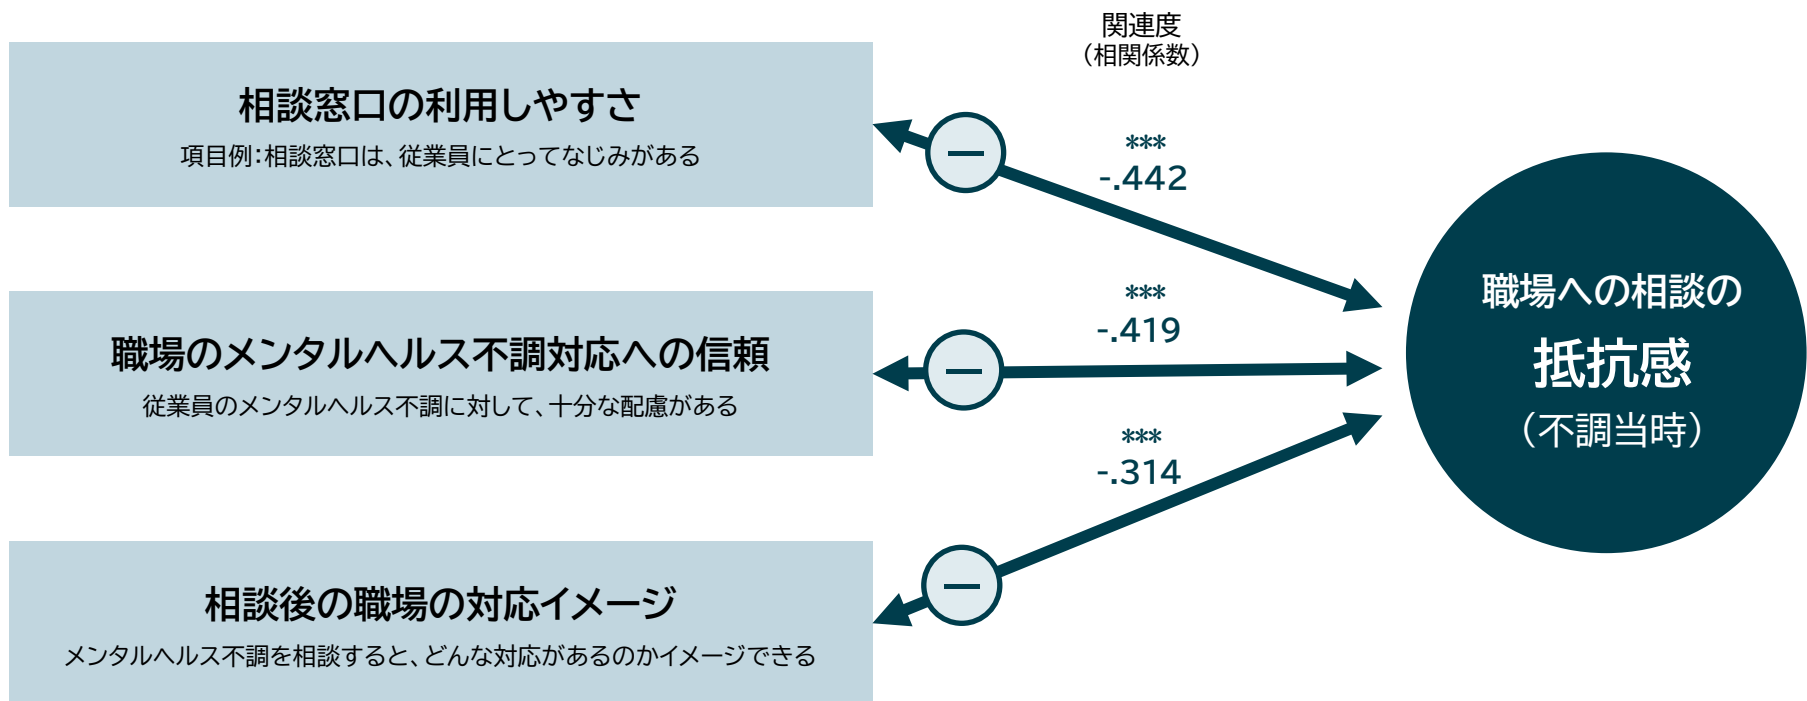 関連度
（相関係数）
相談窓口の利用しやすさ
項目例：相談窓口は、従業員にとってなじみがある
***
-.442
職場のメンタルヘルス不調対応への信頼
従業員のメンタルヘルス不調に対して、十分な配慮がある
***
-.419
相談後の職場の対応イメージ
メンタルヘルス不調を相談すると、どんな対応があるのかイメージできる
***
-.314
職場への相談の
抵抗感
（不調当時）